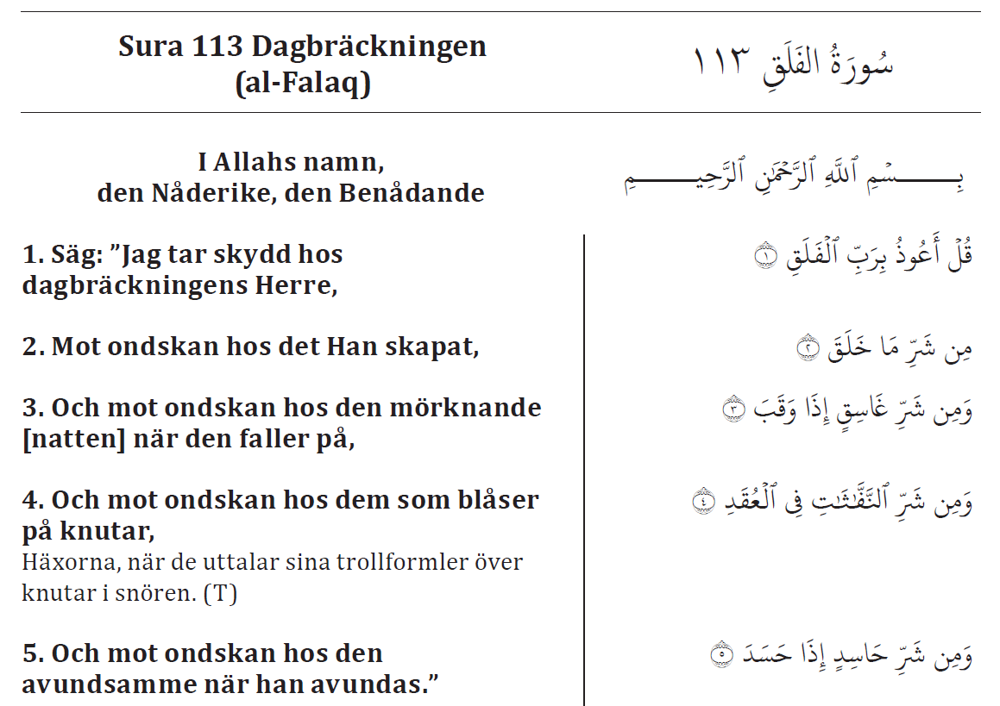 Sura 113 Dagbräckningen
(al-Falaq)
سُورَةُ الفَلَقِ ١١٣
I Allahs namn,
den Nåderike, den Benådande
بِـــــسۡمِ ٱللَّهِ ٱلرَّحۡمَٰنِ ٱلرَّحِيـــــمِ
1. Säg: ”Jag tar skydd hos
dagbräckningens Herre,
قُلۡ أَعُوذُ بِرَبِّ ٱلۡفَلَقِ ١
2. Mot ondskan hos det Han skapat,
مِن شَرِّ مَا خَلَقَ ٢
3. Och mot ondskan hos den mörknande
[natten] när den faller på,
وَمِن شَرِّ غَاسِقٍ إِذَا وَقَبَ ٣
4. Och mot ondskan hos dem som blåser
på knutar,
وَمِن شَرِّ ٱلنَّفَّٰثَٰتِ فِى ٱلۡعُقَدِ ٤
Häxorna, när de uttalar sina trollformler över
knutar i snören. (T)
5. Och mot ondskan hos den
avundsamme när han avundas.”
وَمِن شَرِّ حَاسِدٍ إِذَا حَسَدَ ٥